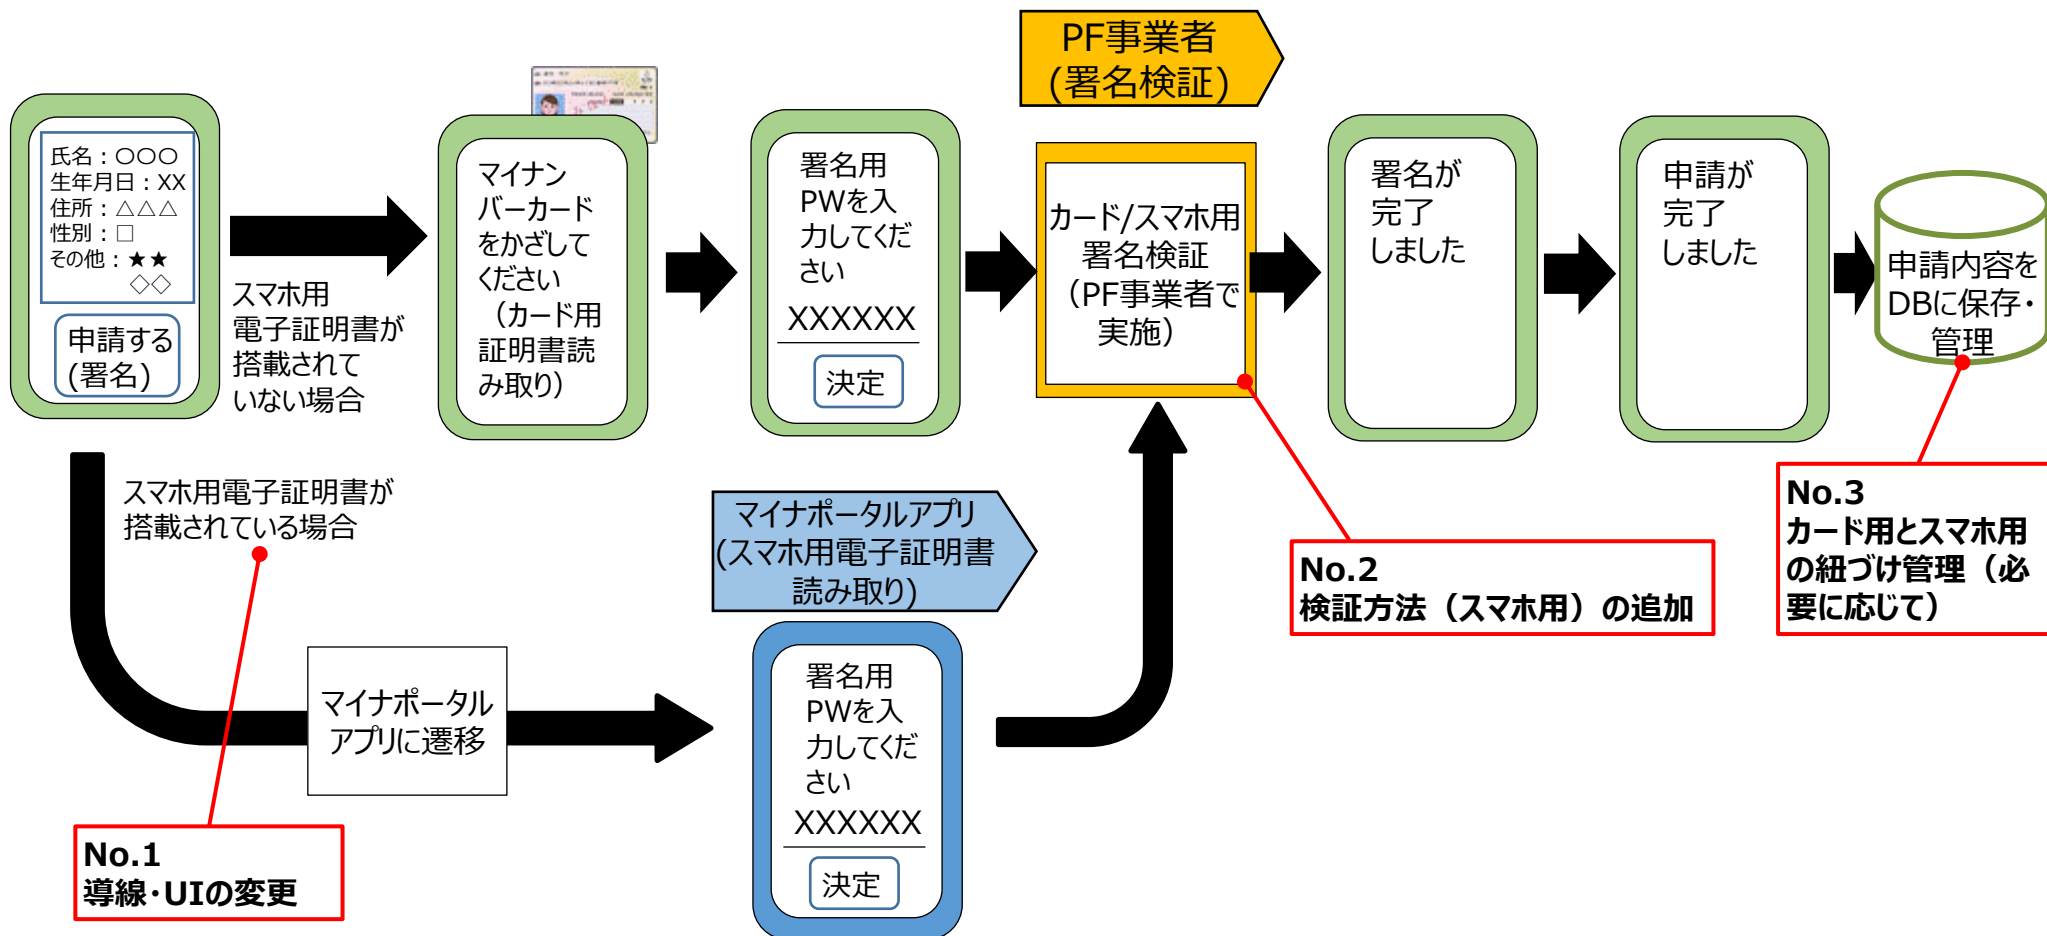 PF事業者
(署名検証)
氏名：〇〇〇
生年月日：XX
住所：△△△
性別：□
その他：★★
◇◇
申請する
(署名)
スマホ用
電子証明書が
搭載されて
いない場合
マイナン
バーカード
をかざして
ください
（カード用
証明書読
み取り）
署名用
PWを入
力してくだ
さい
XXXXXX
決定
カード/スマホ用
署名検証
（PF事業者で
実施）
署名が
完了
しました
申請が
完了
しました
申請内容を
DBに保存・
管理
スマホ用電子証明書が
搭載されている場合
マイナポータルアプリ
(スマホ用電子証明書
読み取り)
No.2
検証方法（スマホ用）の追加
No.3
カード用とスマホ用
の紐づけ管理（必
要に応じて）
マイナポータル
アプリに遷移
署名用
PWを入
力してくだ
さい
XXXXXX
決定
No.1
導線・UIの変更